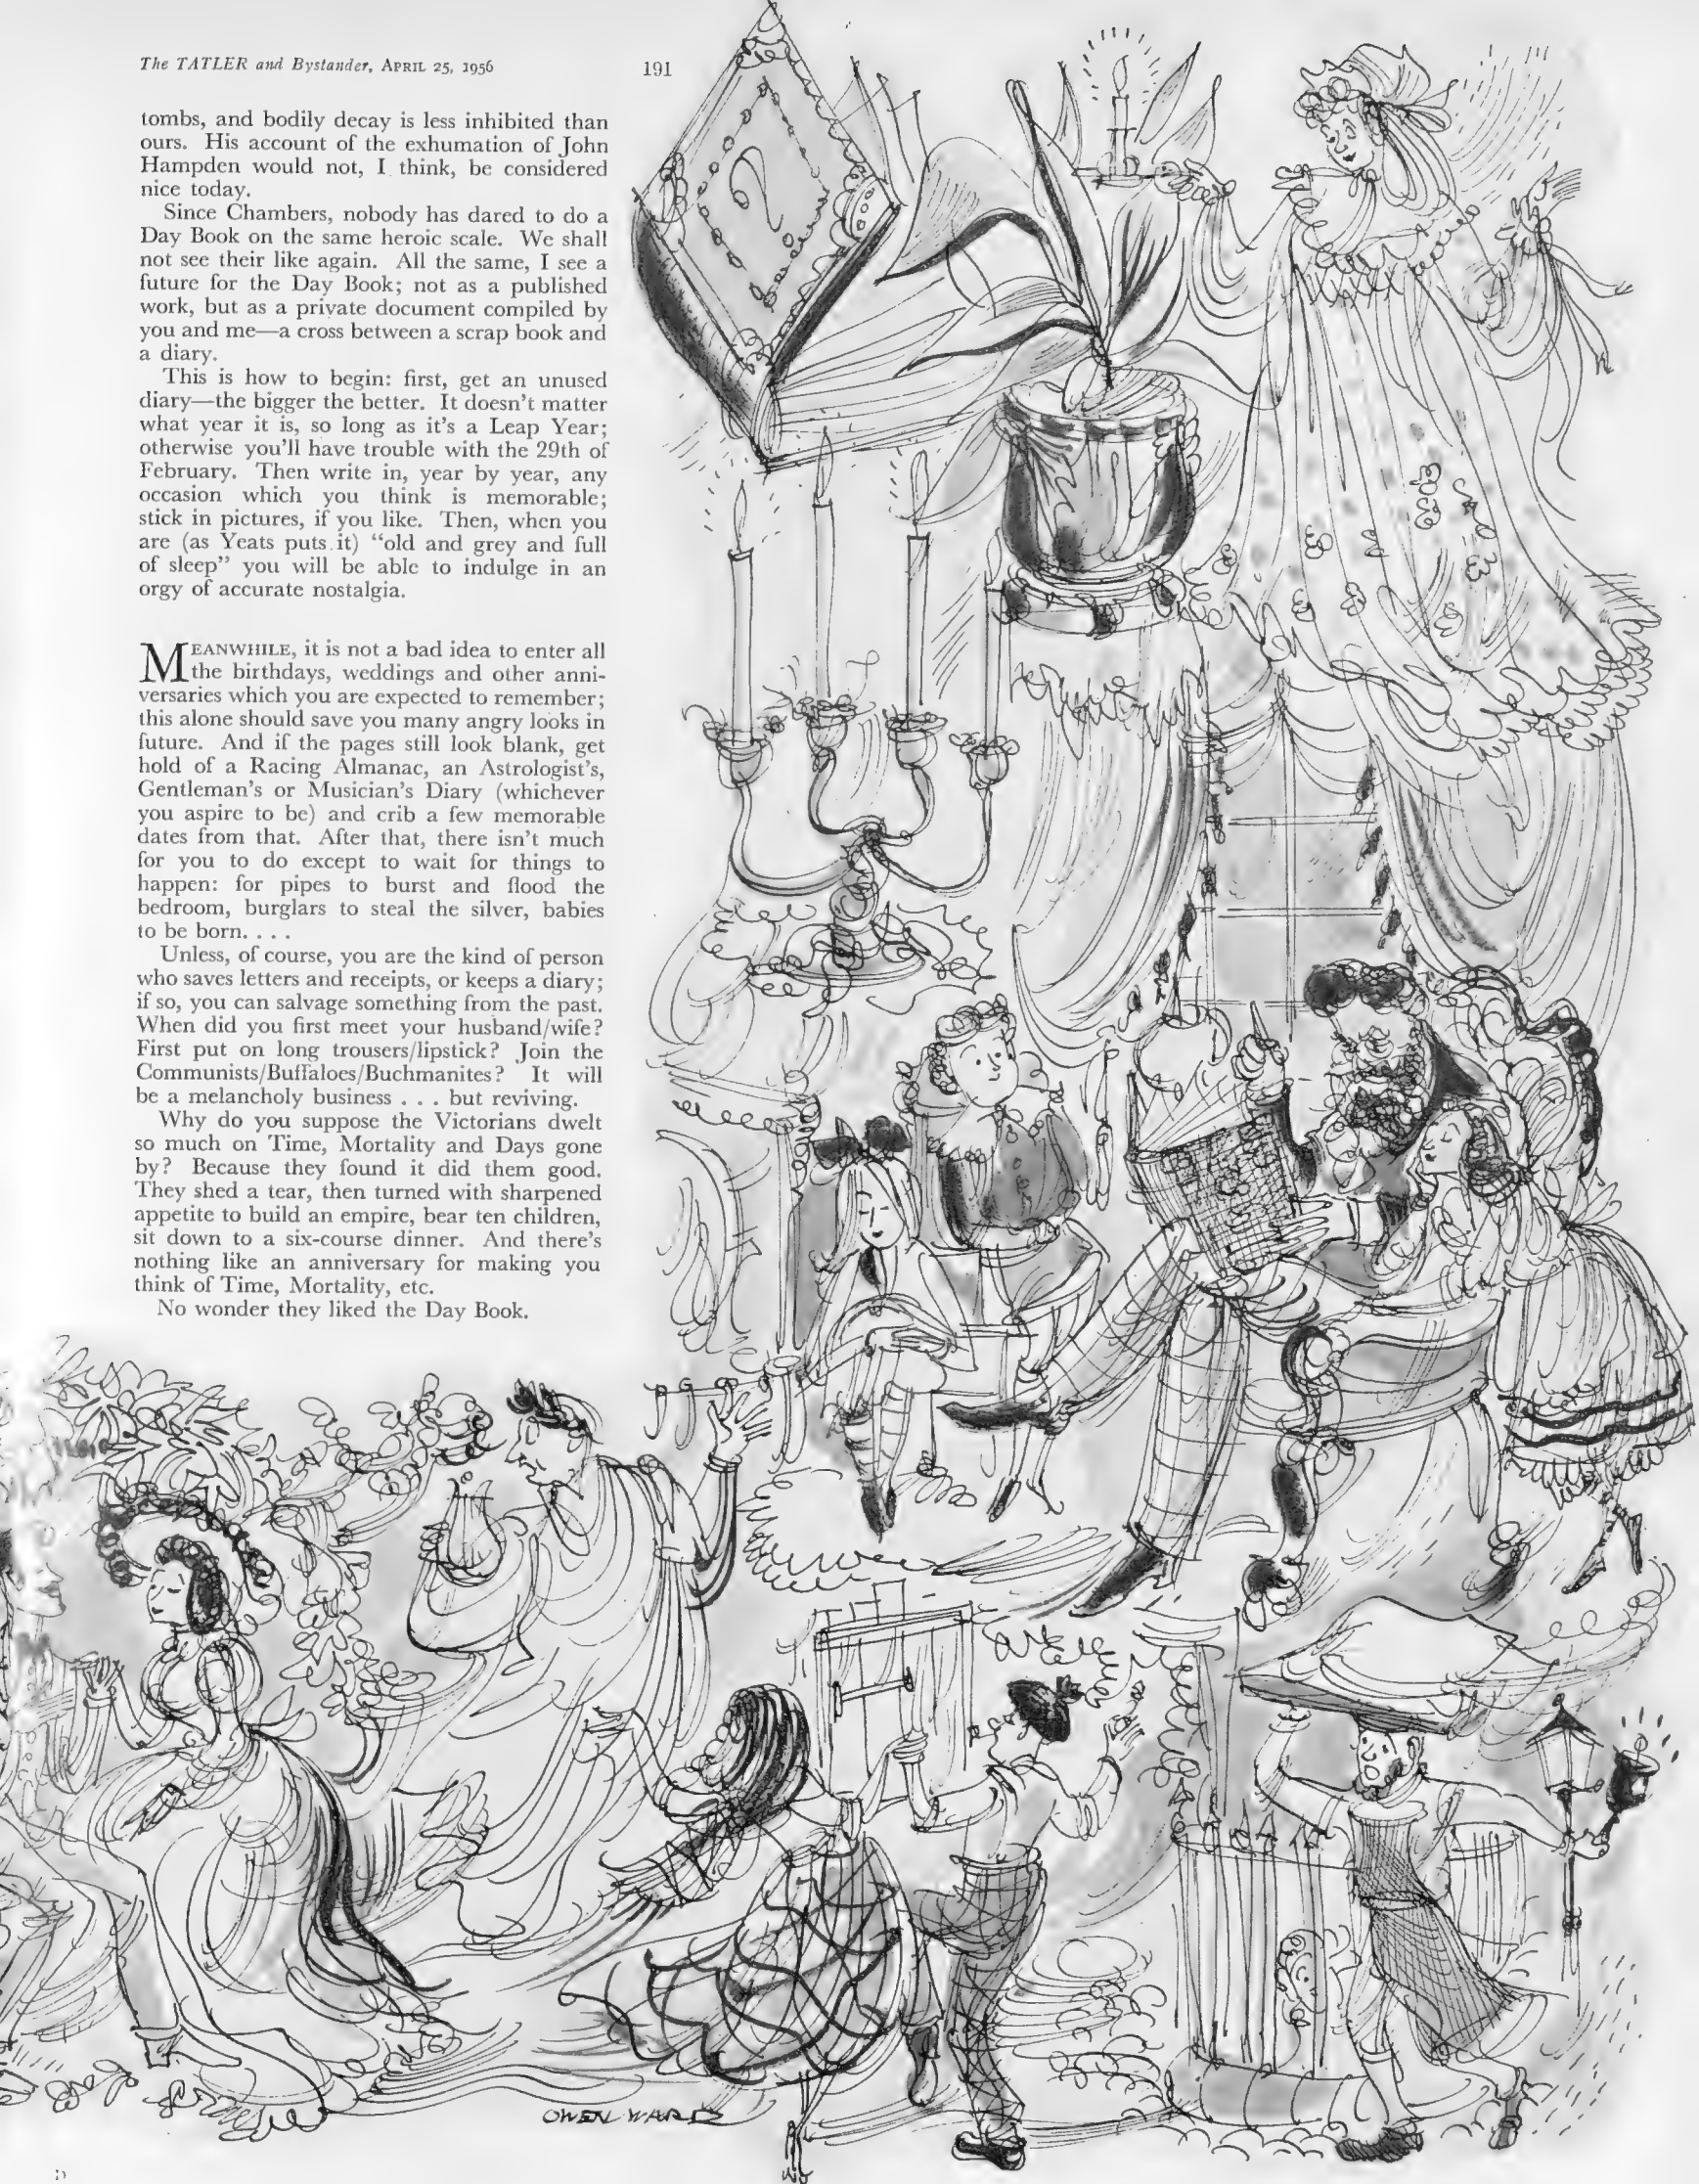 The TATLER and Bystander, APRIL 25, 1956
191
tombs, and bodily decay is less inhibited than
ours. His account of the exhumation of John
Hampden would not, I think, be considered
nice today.
Since Chambers, nobody has dared to do a
Day Book on the same heroic scale. We shall
not see their like again. All the same, I see a
future for the Day Book; not as a published
work, but as a private document compiled by
you and me—a cross between a scrap book and
a diary.
This is how to begin: first, get an unused
diary—the bigger the better. It doesn't matter
what year it is, so long as it's a Leap Year;
otherwise you'll have trouble with the 29th of
February. Then write in, year by year, any
occasion which you think is memorable;
stick in pictures, if you like. Then, when you
are (as Yeats puts it) "old and grey and full
of sleep" you will be able to indulge in an
orgy of accurate nostalgia.
MEANWHILE, it is not a bad idea to enter all
the birthdays, weddings and other anni-
versaries which you are expected to remember;
this alone should save you many angry looks in
future. And if the pages still look blank, get
hold of a Racing Almanac, an Astrologist's,
Gentleman's or Musician's Diary (whichever
you aspire to be) and crib a few memorable
dates from that. After that, there isn't much
for you to do except to wait for things to
happen: for pipes to burst and flood the
bedroom, burglars to steal the silver, babies
to be born. . . .
Unless, of course, you are the kind of person
who saves letters and receipts, or keeps a diary;
if so, you can salvage something from the past.
When did you first meet your husband/wife?
First put on long trousers/lipstick? Join the
Communists/Buffaloes/Buchmanites? It will
be a melancholy business . . . but reviving.
Why do you suppose the Victorians dwelt
so much on Time, Mortality and Days gone
by? Because they found it did them good.
They shed a tear, then turned with sharpened
appetite to build an empire, bear ten children,
sit down to a six-course dinner. And there's
nothing like an anniversary for making you
think of Time, Mortality, etc.
No wonder they liked the Day Book.
OWEN WARD